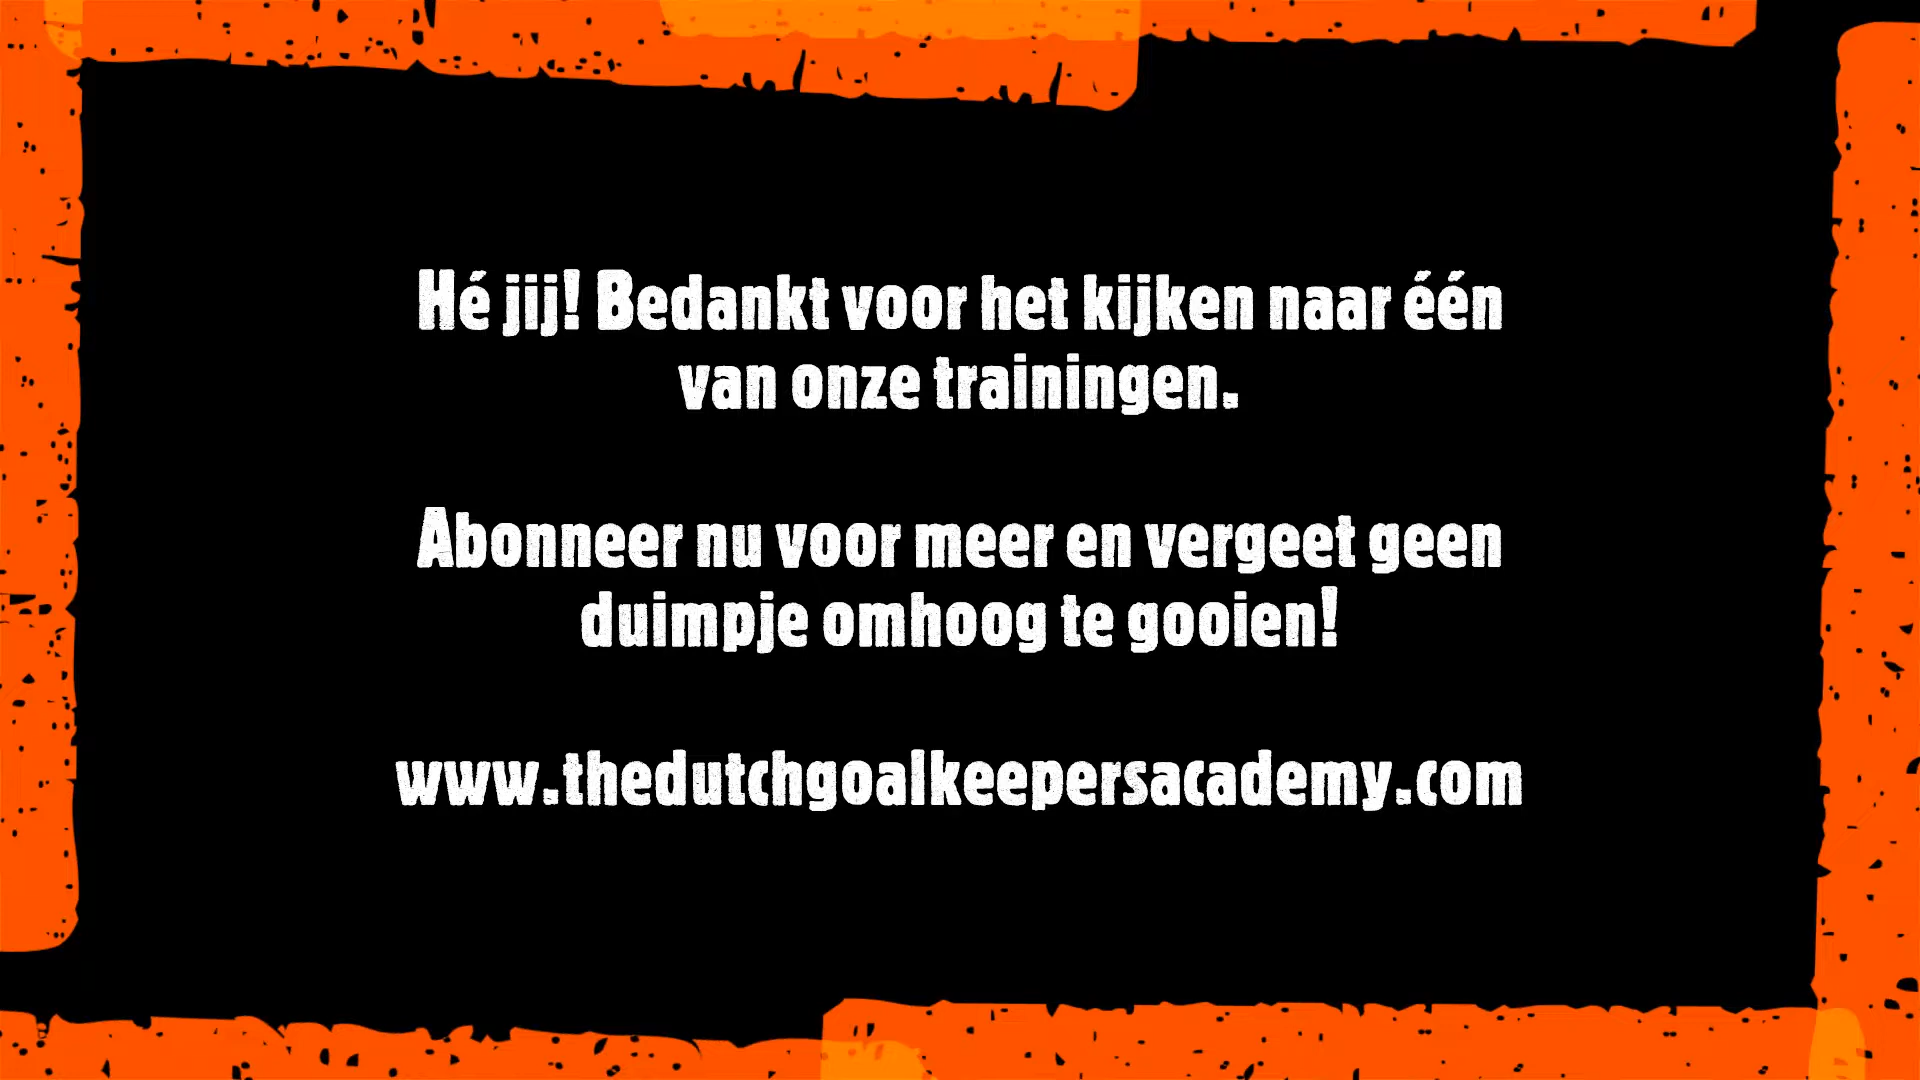 Hé jij! Bedankt voor het kijken naar één
van onze trainingen.
Abonneer nu voor meer en vergeet geen
duimpje omhoog te gooien!
www.thedutchgoalkeepersacademy.com